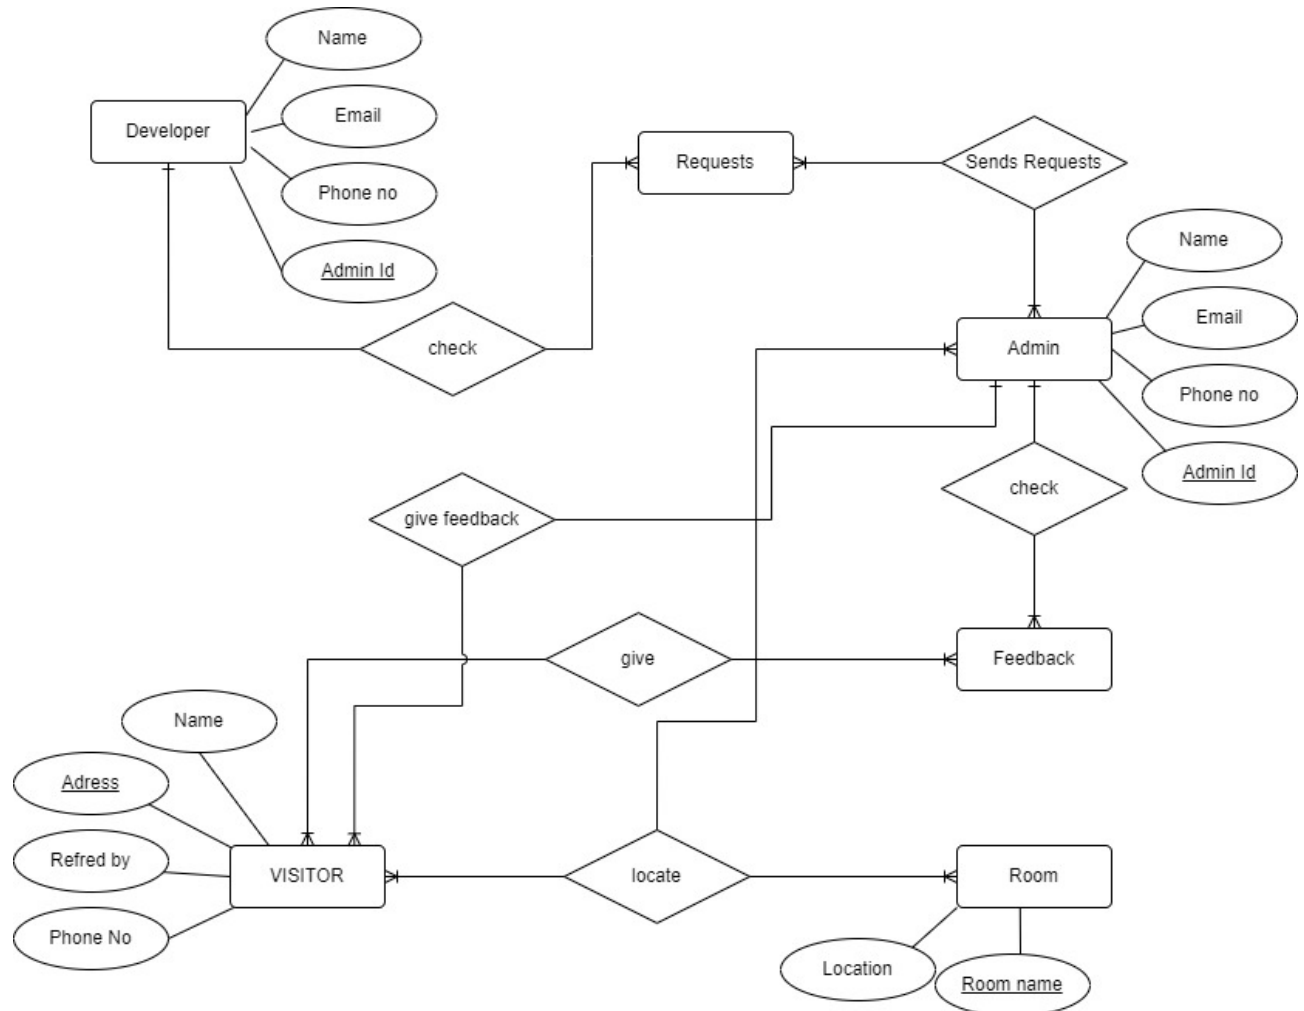 Name
Developer
Email
Phone no
Admin Id
Requests
Sends Requests
Name
Email
Admin
Phone no
Admin Id
check
check
give feedback
give
Feedback
Name
Adress
Refred by
VISITOR
Phone No
locate
Room
Location
Room name